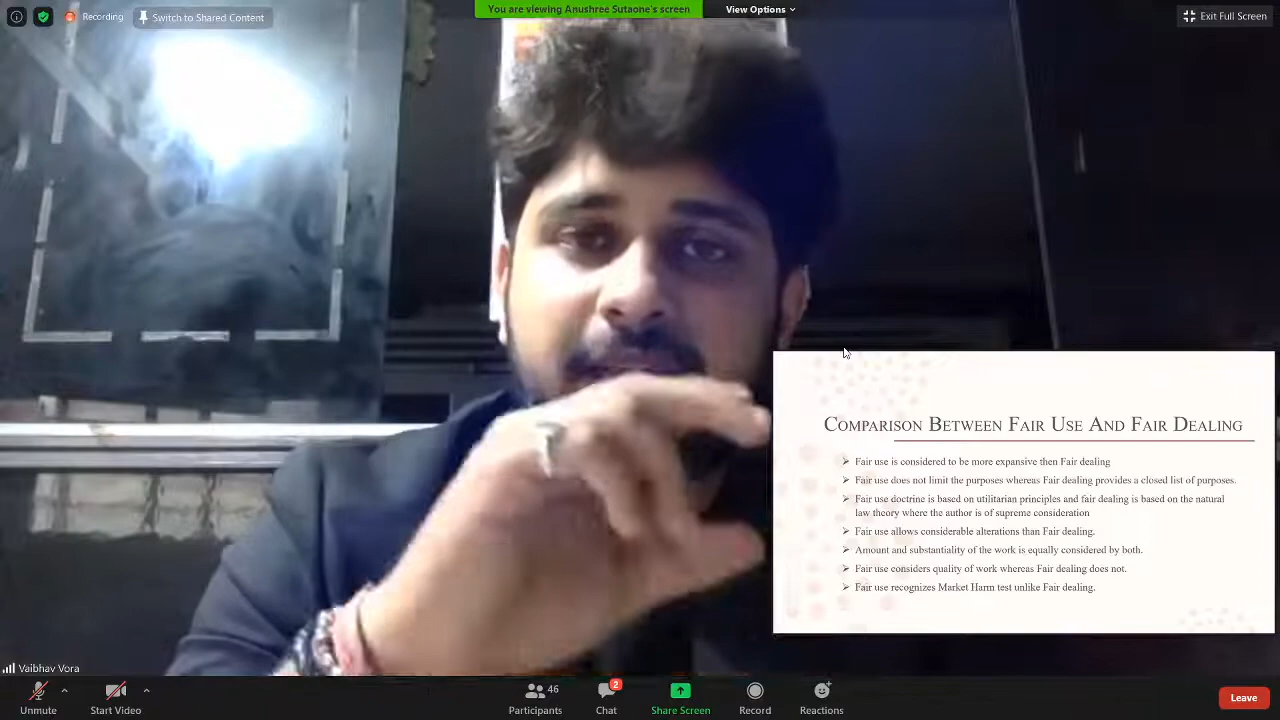 You are viewing Anushree Sutaone's screen
View Options
Recording
Switch to Shared Content
Exit Full Screen
COMPARISON BETWEEN FAIR USE AND FAIR DEALING
➢ Fair use is considered to be more expansive then Fair dealing
➢ Fair use does not limit the purposes whereas Fair dealing provides a closed list of purposes.
➢ Fair use doctrine is based on utilitarian principles and fair dealing is based on the natural
law theory where the author is of supreme consideration
➢ Fair use allows considerable alterations than Fair dealing.
➢ Amount and substantiality of the work is equally considered by both.
➢ Fair use considers quality of work whereas Fair dealing does not.
➢ Fair use recognizes Market Harm test unlike Fair dealing.
Vaibhav Vora
46
2
Unmute
Start Video
Participants
Chat
Share Screen
Record
Reactions
Leave